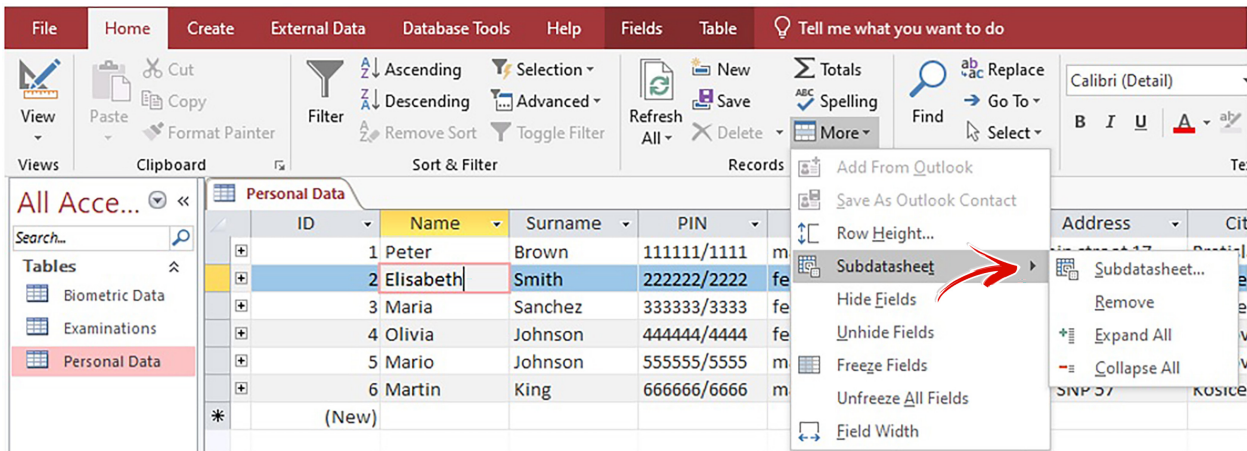 File Home Create External Data Database Tools Help Fields Table Tell me what you want to do
View
Paste
Cut
Copy
Format Painter
Filter
Ascending
Descending
Remove Sort
Selection
Advanced
Toggle Filter
Refresh
All
New
Save
Delete
Totals
Spelling
More
Find
Replace
Go To
Select
Calibri (Detail)
B I U A
Views Clipboard Sort & Filter Records
All Acce...
Search...
Tables
Biometric Data
Examinations
Personal Data
Personal Data
ID Name Surname PIN Address
1 Peter Brown 111111/1111
2 Elisabeth Smith 222222/2222 fe
3 Maria Sanchez 333333/3333 fe
4 Olivia Johnson 444444/4444 fe
5 Mario Johnson 555555/5555
6 Martin King 666666/6666
SNP 57
(New)
Add From Outlook
Save As Outlook Contact
Row Height...
Subdatasheet
Hide Fields
Unhide Fields
Freeze Fields
Unfreeze All Fields
Field Width
Subdatasheet...
Remove
Expand All
Collapse All